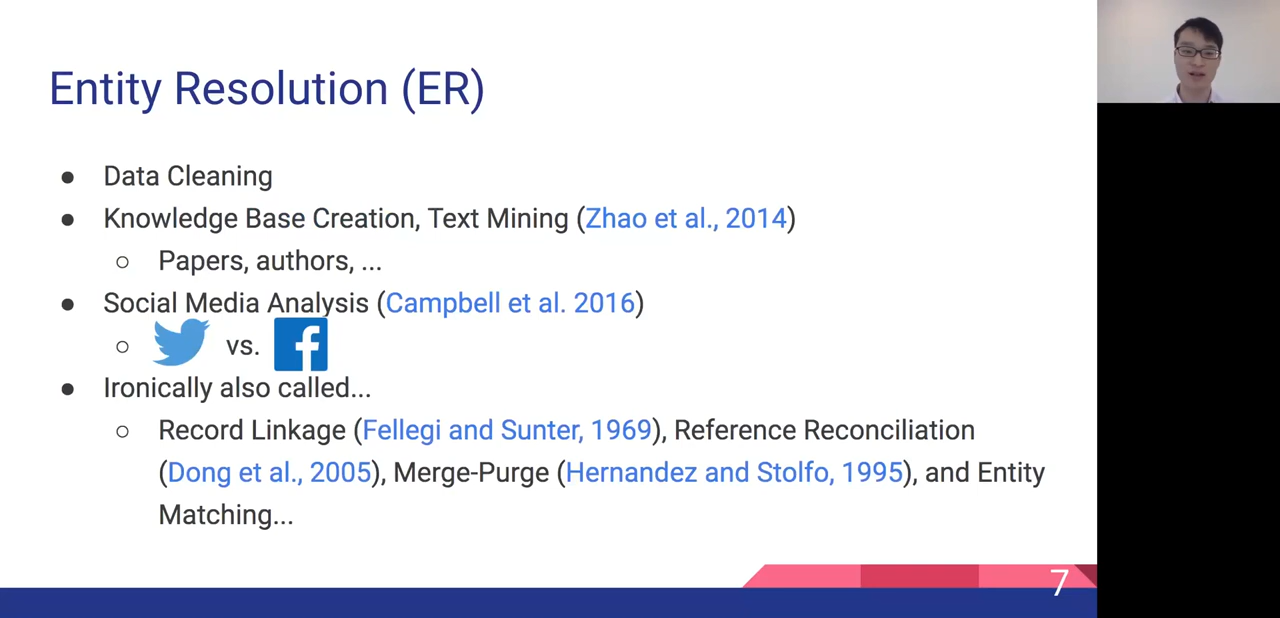 Entity Resolution (ER)
● Data Cleaning
● Knowledge Base Creation, Text Mining (Zhao et al., 2014)
○ Papers, authors, ...
● Social Media Analysis (Campbell et al. 2016)
○ vs. f
● Ironically also called...
○ Record Linkage (Fellegi and Sunter, 1969), Reference Reconciliation
(Dong et al., 2005), Merge-Purge (Hernandez and Stolfo, 1995), and Entity
Matching...
7